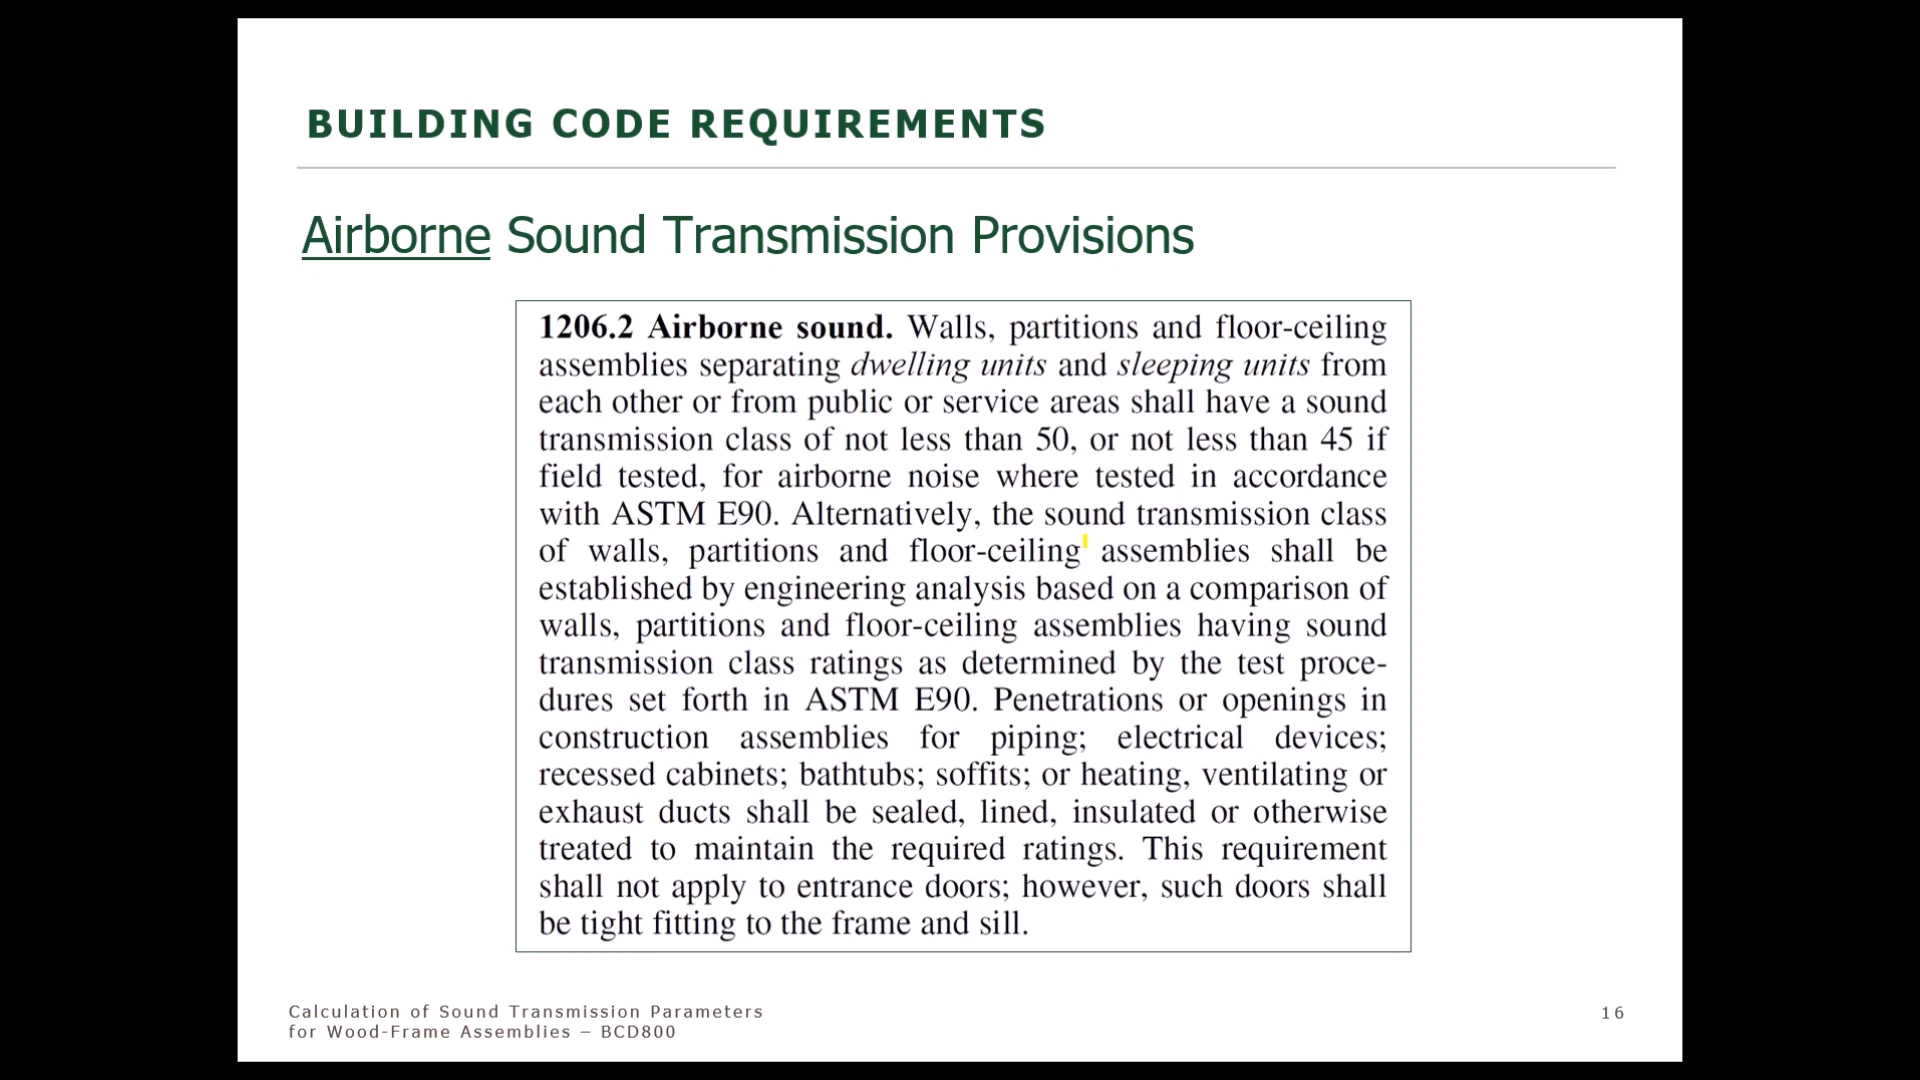 BUILDING CODE REQUIREMENTS
Airborne Sound Transmission Provisions
1206.2 Airborne sound. Walls, partitions and floor-ceiling
assemblies separating dwelling units and sleeping units from
each other or from public or service areas shall have a sound
transmission class of not less than 50, or not less than 45 if
field tested, for airborne noise where tested in accordance
with ASTM E90. Alternatively, the sound transmission class
of walls, partitions and floor-ceiling assemblies shall be
established by engineering analysis based on a comparison of
walls, partitions and floor-ceiling assemblies having sound
transmission class ratings as determined by the test proce-
dures set forth in ASTM E90. Penetrations or openings in
construction assemblies for piping; electrical devices;
recessed cabinets; bathtubs; soffits; or heating, ventilating or
exhaust ducts shall be sealed, lined, insulated or otherwise
treated to maintain the required ratings. This requirement
shall not apply to entrance doors; however, such doors shall
be tight fitting to the frame and sill.
Calculation of Sound Transmission Parameters
for Wood-Frame Assemblies – BCD800
16